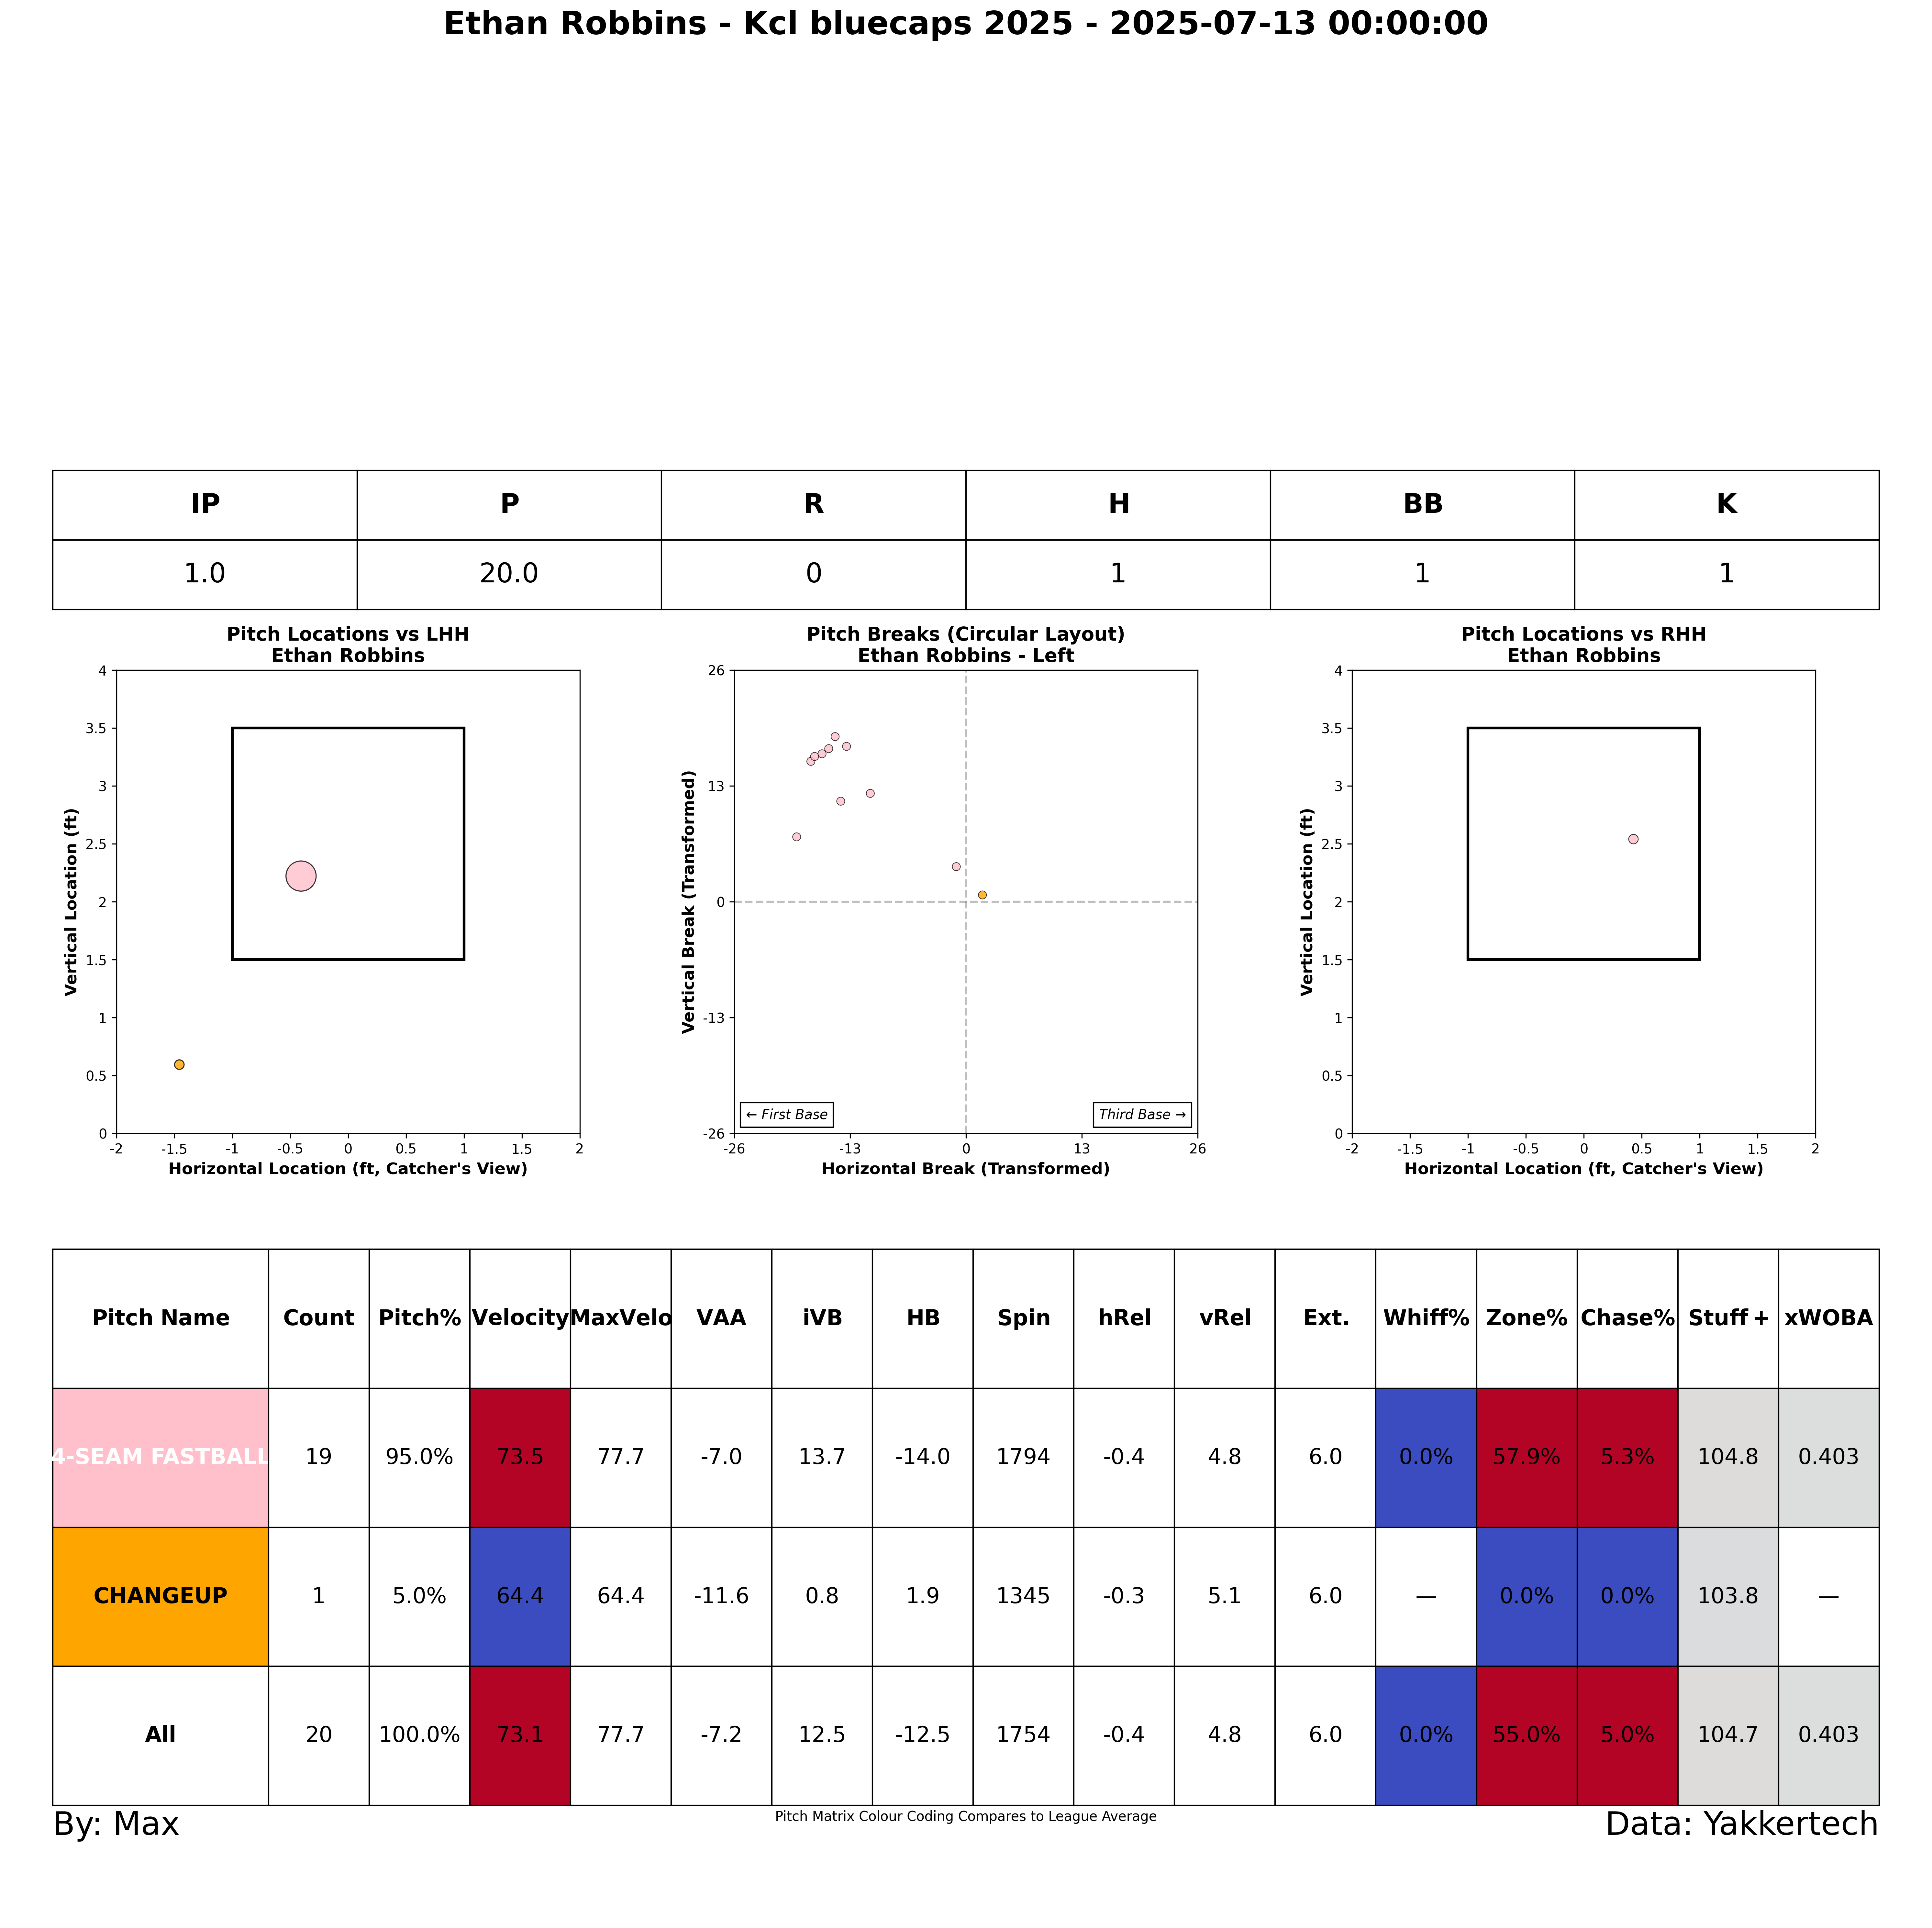 Ethan Robbins - Kcl bluecaps 2025 - 2025-07-13 00:00:00
IP P R H BB K
1.0 20.0 0 1 1 1
Pitch Locations vs LHH
Ethan Robbins
4
3.5
3
2.5
2
1.5
1
0.5
0
-2 -1.5 -1 -0.5 0 0.5 1 1.5 2
Vertical Location (ft)
Horizontal Location (ft, Catcher's View)
Pitch Breaks (Circular Layout)
Ethan Robbins - Left
26
13
0
-13
-26
-26 -13 0 13 26
Vertical Break (Transformed)
← First Base
Third Base →
Horizontal Break (Transformed)
Pitch Locations vs RHH
Ethan Robbins
4
3.5
3
2.5
2
1.5
1
0.5
0
-2 -1.5 -1 -0.5 0 0.5 1 1.5 2
Vertical Location (ft)
Horizontal Location (ft, Catcher's View)
Pitch Name Count Pitch% Velocity MaxVelo VAA iVB HB Spin hRel vRel Ext. Whiff% Zone% Chase% Stuff+ xWOBA
4-SEAM FASTBALL 19 95.0% 73.5 77.7 -7.0 13.7 -14.0 1794 -0.4 4.8 6.0 0.0% 57.9% 5.3% 104.8 0.403
CHANGEUP 1 5.0% 64.4 64.4 -11.6 0.8 1.9 1345 -0.3 5.1 6.0 — 0.0% 0.0% 103.8 —
All 20 100.0% 73.1 77.7 -7.2 12.5 -12.5 1754 -0.4 4.8 6.0 0.0% 55.0% 5.0% 104.7 0.403
By: Max
Pitch Matrix Colour Coding Compares to League Average
Data: Yakkertech